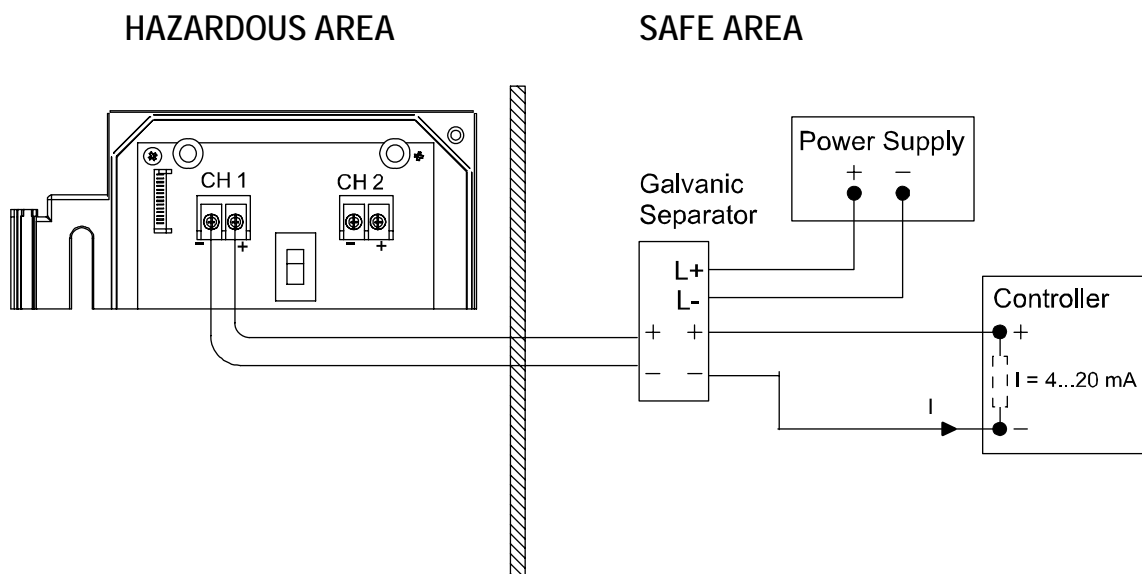 HAZARDOUS AREA
SAFE AREA
CH 1
- +
CH 2
- +
Galvanic
Separator
Power Supply
+ −
L+
L-
+ +
− −
Controller
+
I = 4...20 mA
I
−